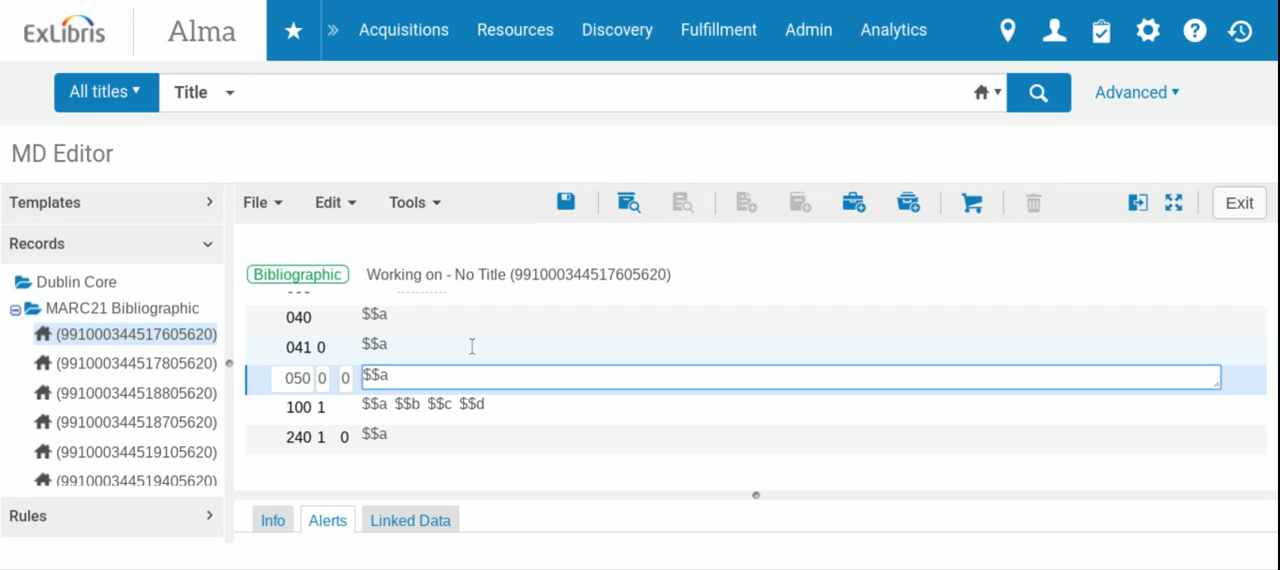 ExLibris Alma Acquisitions Resources Discovery Fulfillment Admin Analytics
All titles Title Advanced
MD Editor
Templates File Edit Tools Exit
Records
Dublin Core Bibliographic Working on - No Title (991000344517605620)
MARC21 Bibliographic
(991000344517605620)
(991000344517805620)
(991000344518805620)
(991000344518705620)
(991000344519105620)
(991000344519405620)
040 $$a
041 0 $$a
050 0 0 $$a
100 1 $$a $$b $$c $$d
240 1 0 $$a
Rules Info Alerts Linked Data